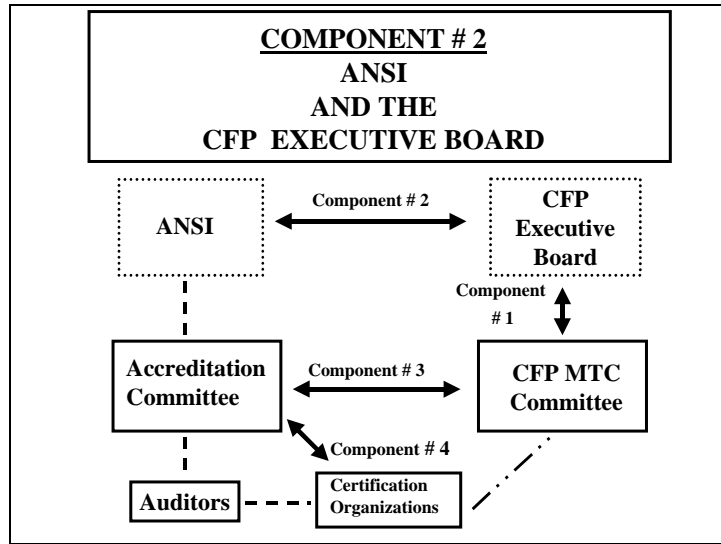 COMPONENT # 2
ANSI
AND THE
CFP EXECUTIVE BOARD
ANSI
Component # 2
CFP
Executive
Board
Component
# 1
Accreditation
Committee
Component # 3
CFP MTC
Committee
Component # 4
Auditors
Certification
Organizations